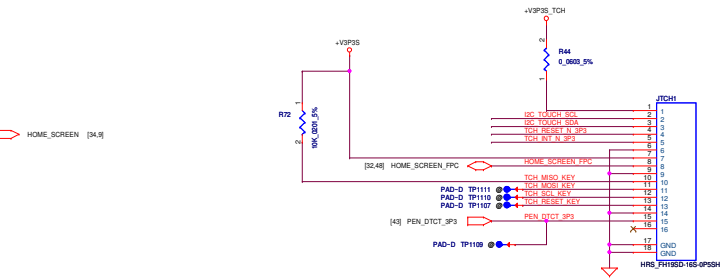 +V3P3S_TCH
R44
0_0603_5%
2
1
+V3P3S
R72
10K_0201_5%
1
2
HOME_SCREEN [34,9]
JTCH1
I2C_TOUCH_SCL
I2C_TOUCH_SDA
TCH_RESET_N_3P3
TCH_INT_N_3P3
[32,48] HOME_SCREEN_FPC
HOME_SCREEN_FPC
TCH_MISO_KEY
PAD-D TP1111 @ TCH_MOSI_KEY
PAD-D TP1110 @ TCH_SCL_KEY
PAD-D TP1107 @ TCH_RESET_KEY
[43] PEN_DTCT_3P3
PEN_DTCT_3P3
PAD-D TP1109 @
1 1
2 2
3 3
4 4
5 5
6 6
7 7
8 8
9 9
10 10
11 11
12 12
13 13
14 14
15 15
16 16
17 GND
18 GND
HRS_FH19SD-16S-0P5SH